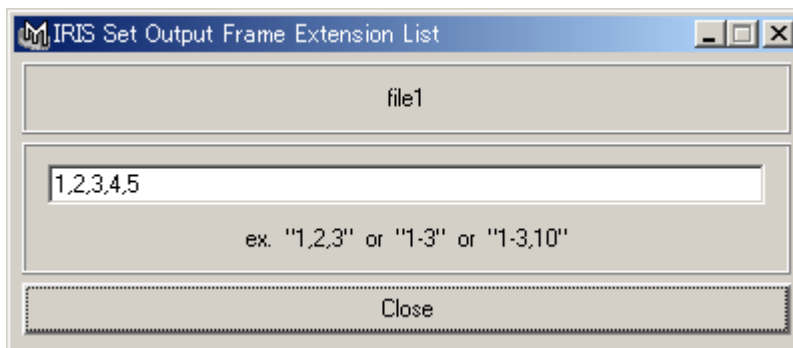 IRIS Set Output Frame Extension List
file1
1,2,3,4,5
ex. "1,2,3" or "1-3" or "1-3,10"
Close